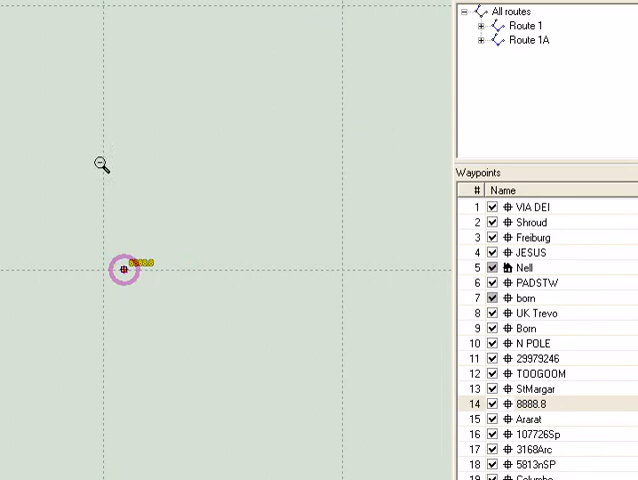 All routes
Route 1
Route 1A
Waypoints
# Name
1 VIA DEI
2 Shroud
3 Freiburg
4 JESUS
5 Nell
6 PADSTW
7 born
8 UK Trevo
9 Born
10 N POLE
11 29979246
12 TOOGOOM
13 StMargar
14 8888.8
15 Ararat
16 107726Sp
17 3168Arc
18 5813nSP
8888.8